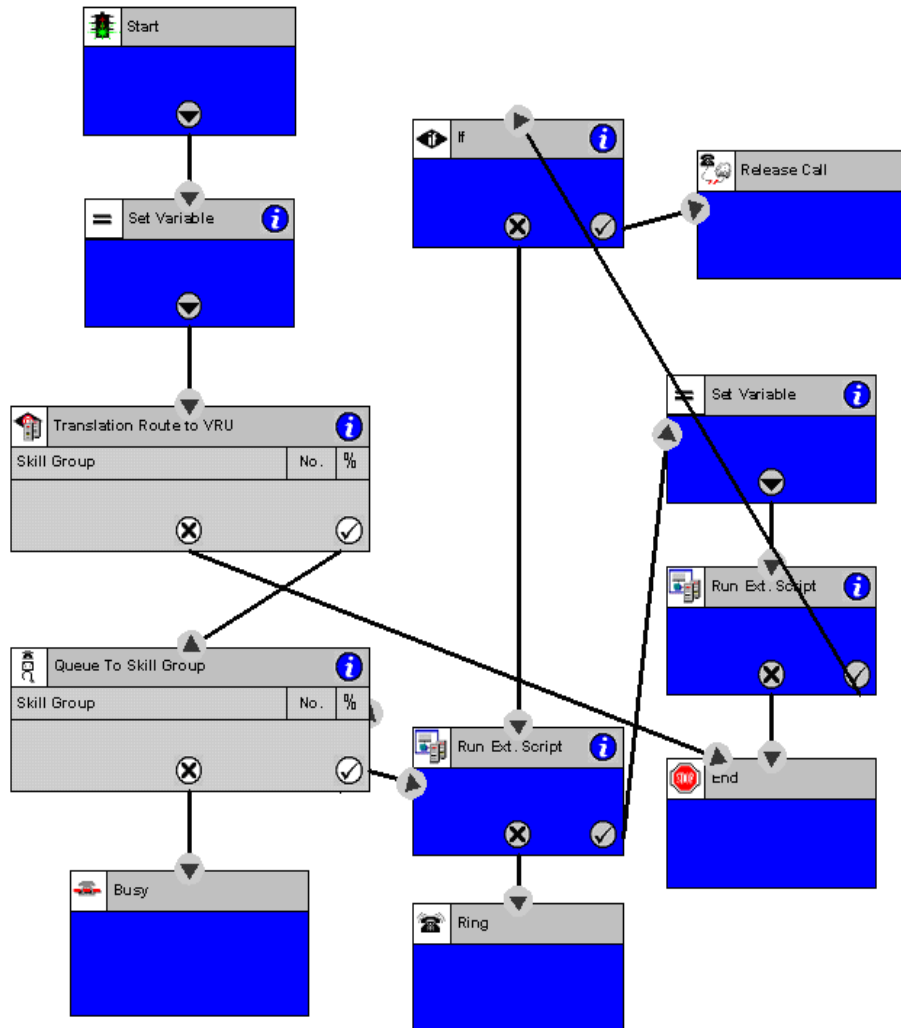 Start
Set Variable
Translation Route to VRU
Skill Group No. %
Queue To Skill Group
Skill Group No. %
Busy
If
Run Ext. Script
Ring
Release Call
Set Variable
Run Ext. Script
STOP End